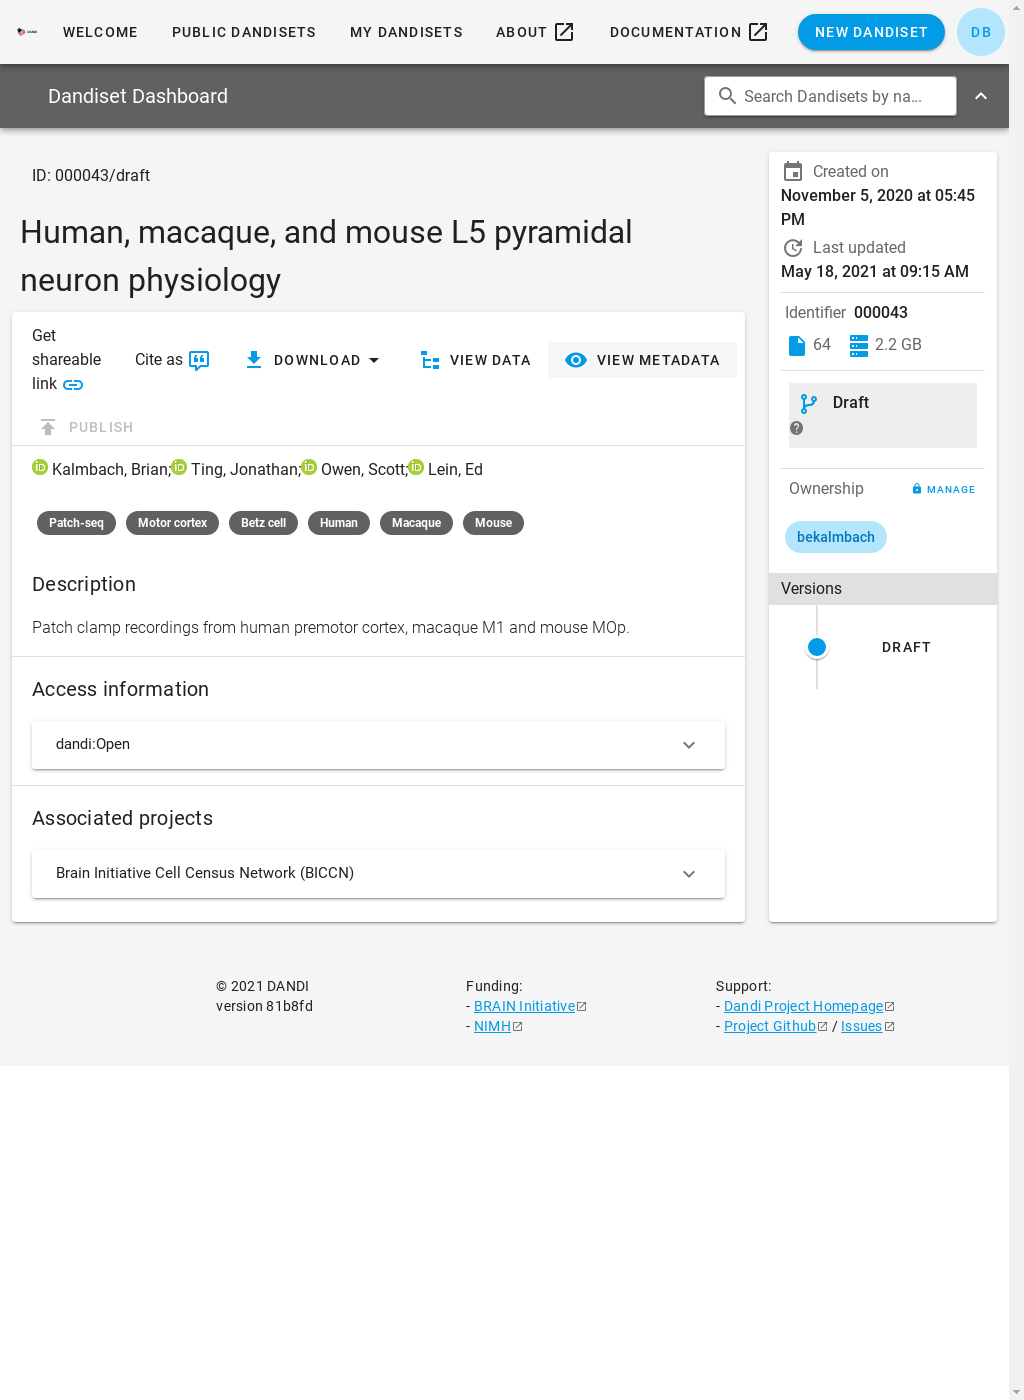 WELCOME PUBLIC DANDISETS MY DANDISETS ABOUT DOCUMENTATION NEW DANDISET DB
Dandiset Dashboard
Search Dandisets by na...
ID: 000043/draft
Human, macaque, and mouse L5 pyramidal
neuron physiology
Get
shareable
link
Cite as
DOWNLOAD
VIEW DATA
VIEW METADATA
PUBLISH
Kalmbach, Brian; Ting, Jonathan; Owen, Scott; Lein, Ed
Patch-seq Motor cortex Betz cell Human Macaque Mouse
Description
Patch clamp recordings from human premotor cortex, macaque M1 and mouse MOp.
Access information
dandi:Open
Associated projects
Brain Initiative Cell Census Network (BICCN)
Created on
November 5, 2020 at 05:45
PM
Last updated
May 18, 2021 at 09:15 AM
Identifier 000043
64 2.2 GB
Draft
Ownership MANAGE
bekalmbach
Versions
DRAFT
© 2021 DANDI
version 81b8fd
Funding:
- BRAIN Initiative
- NIMH
Support:
- Dandi Project Homepage
- Project Github / Issues